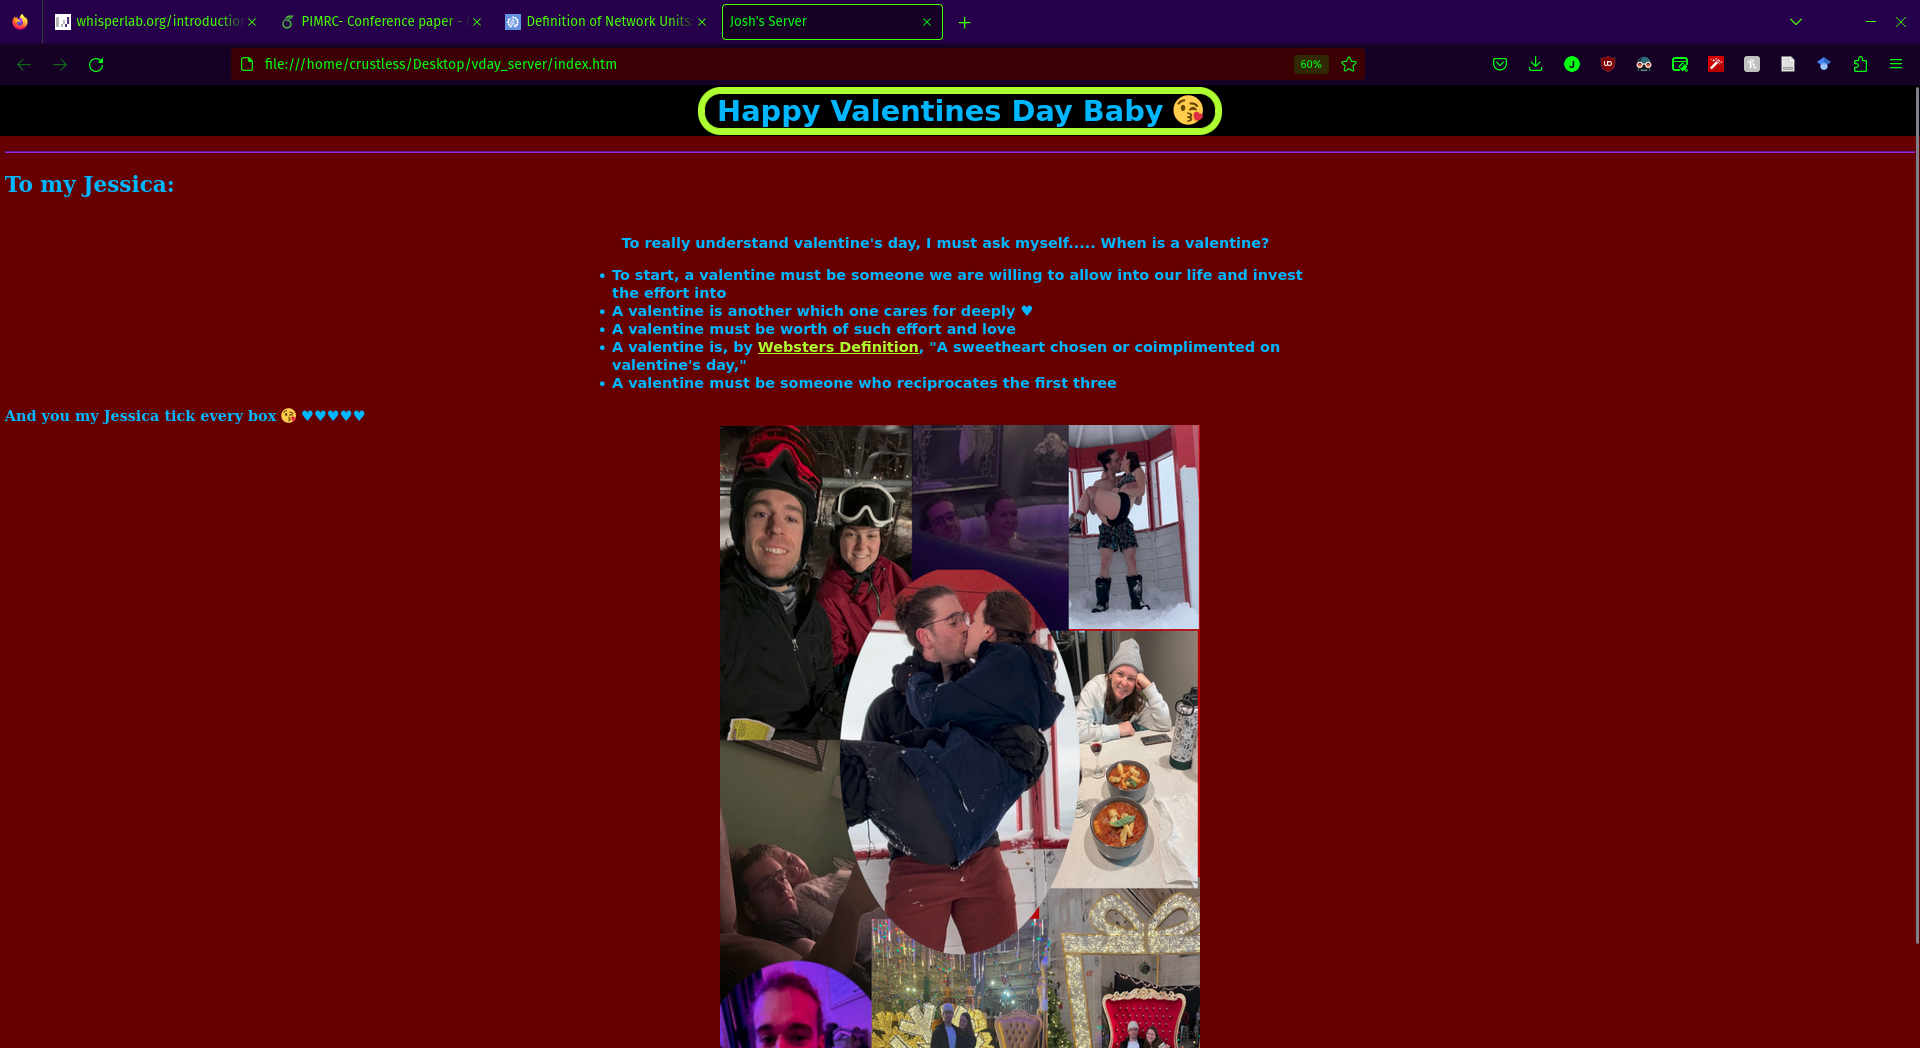 whisperlab.org/introductio
PIMRC- Conference paper -
Definition of Network Units
Josh's Server
file:///home/crustless/Desktop/vday_server/index.htm
60%
Happy Valentines Day Baby 😘
To my Jessica:
To really understand valentine's day, I must ask myself..... When is a valentine?
• To start, a valentine must be someone we are willing to allow into our life and invest
the effort into
• A valentine is another which one cares for deeply ♥
• A valentine must be worth of such effort and love
• A valentine is, by Websters Definition, "A sweetheart chosen or coimplimented on
valentine's day,"
• A valentine must be someone who reciprocates the first three
And you my Jessica tick every box 😘 ♥♥♥♥♥